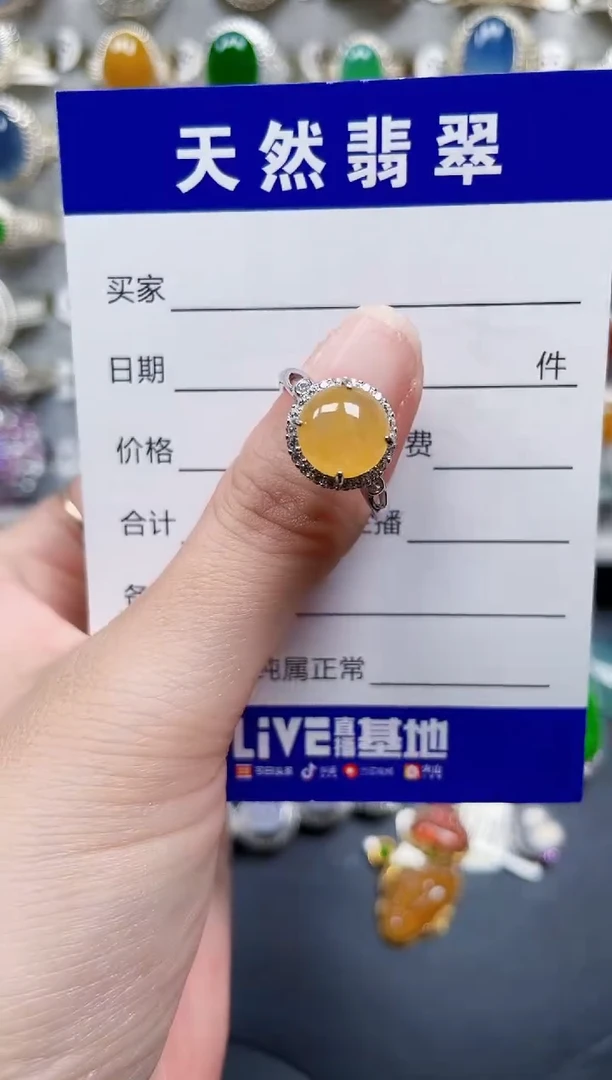 天然翡翠
买家
日期 件
价格 费
合计 播
纯属正常
LiVE直播基地